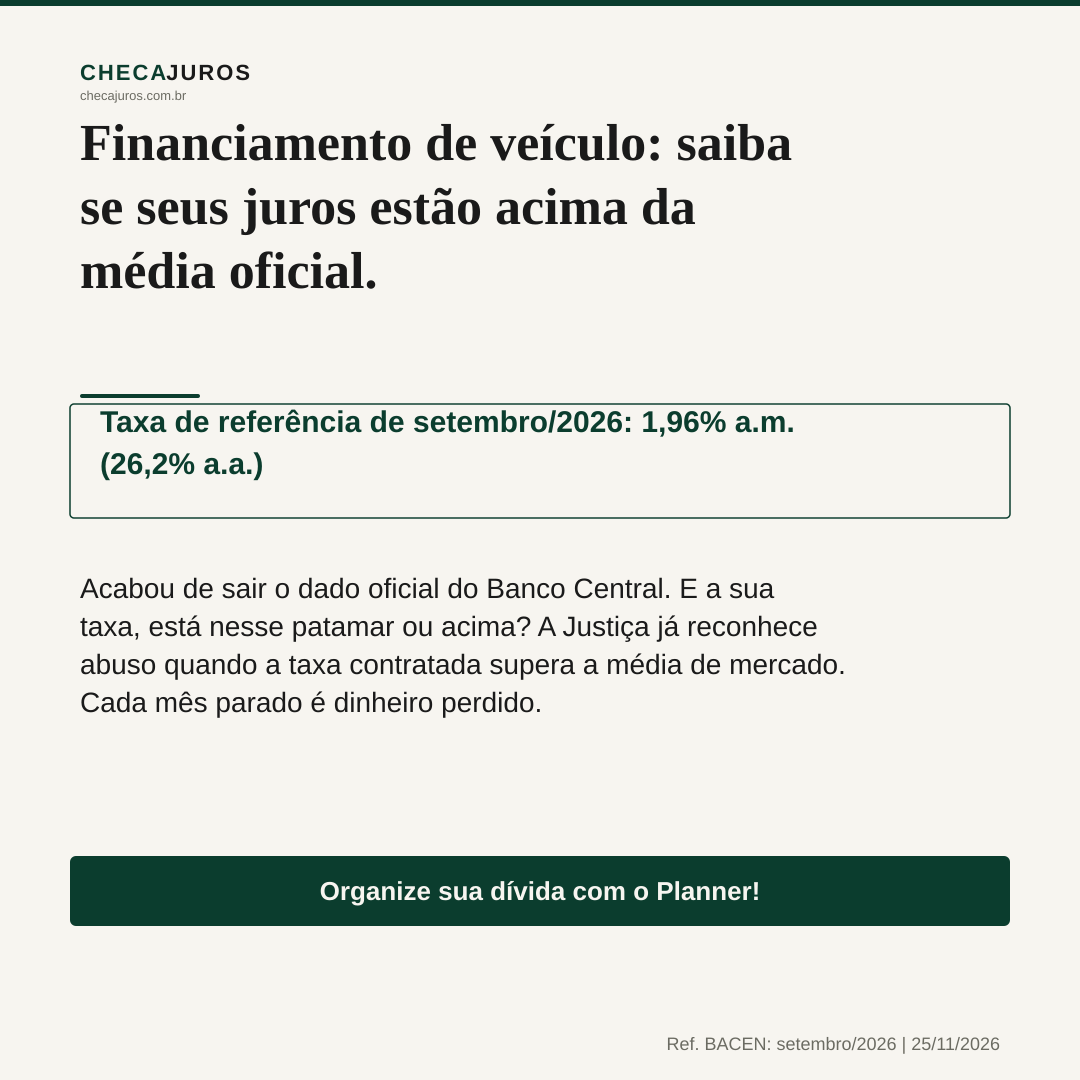 CHECAJUROS
checajuros.com.br
Financiamento de veículo: saiba
se seus juros estão acima da
média oficial.
Taxa de referência de setembro/2026: 1,96% a.m.
(26,2% a.a.)
Acabou de sair o dado oficial do Banco Central. E a sua
taxa, está nesse patamar ou acima? A Justiça já reconhece
abuso quando a taxa contratada supera a média de mercado.
Cada mês parado é dinheiro perdido.
Organize sua dívida com o Planner!
Ref. BACEN: setembro/2026 | 25/11/2026